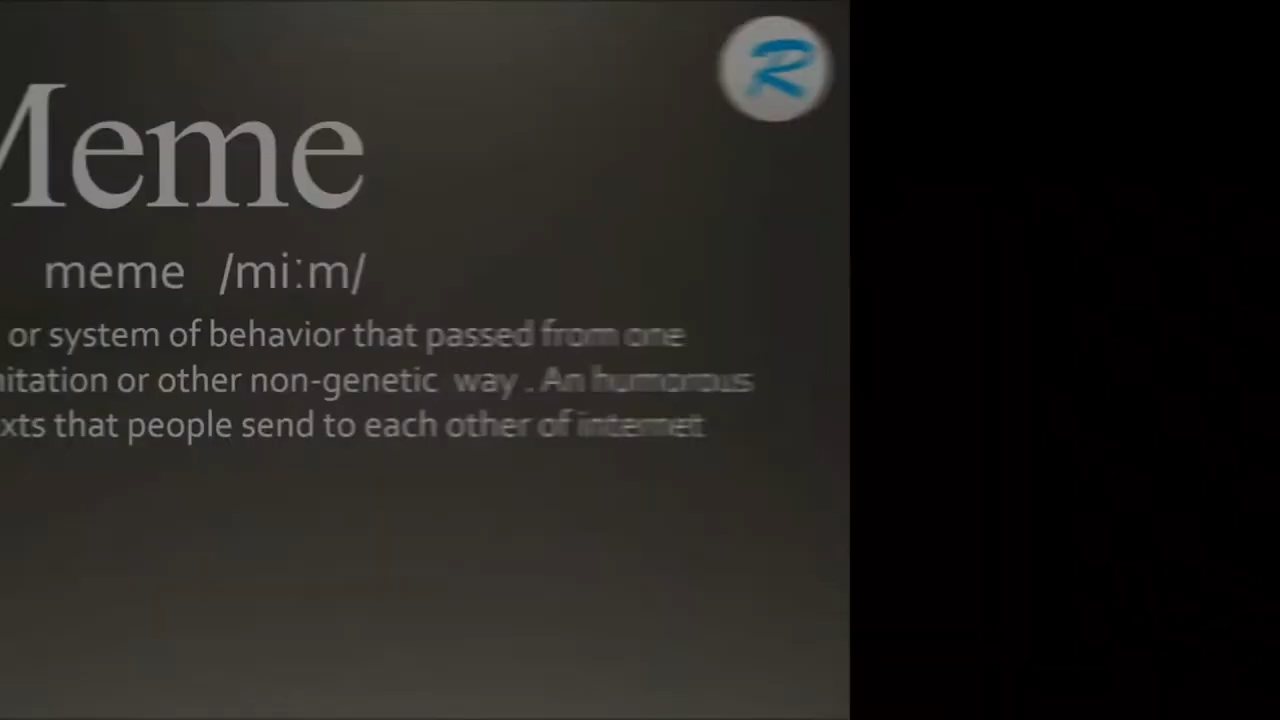 R
Meme
meme /mi:m/
or system of behavior that passed from one
itation or other non-genetic way . An humorous
xts that people send to each other of internet